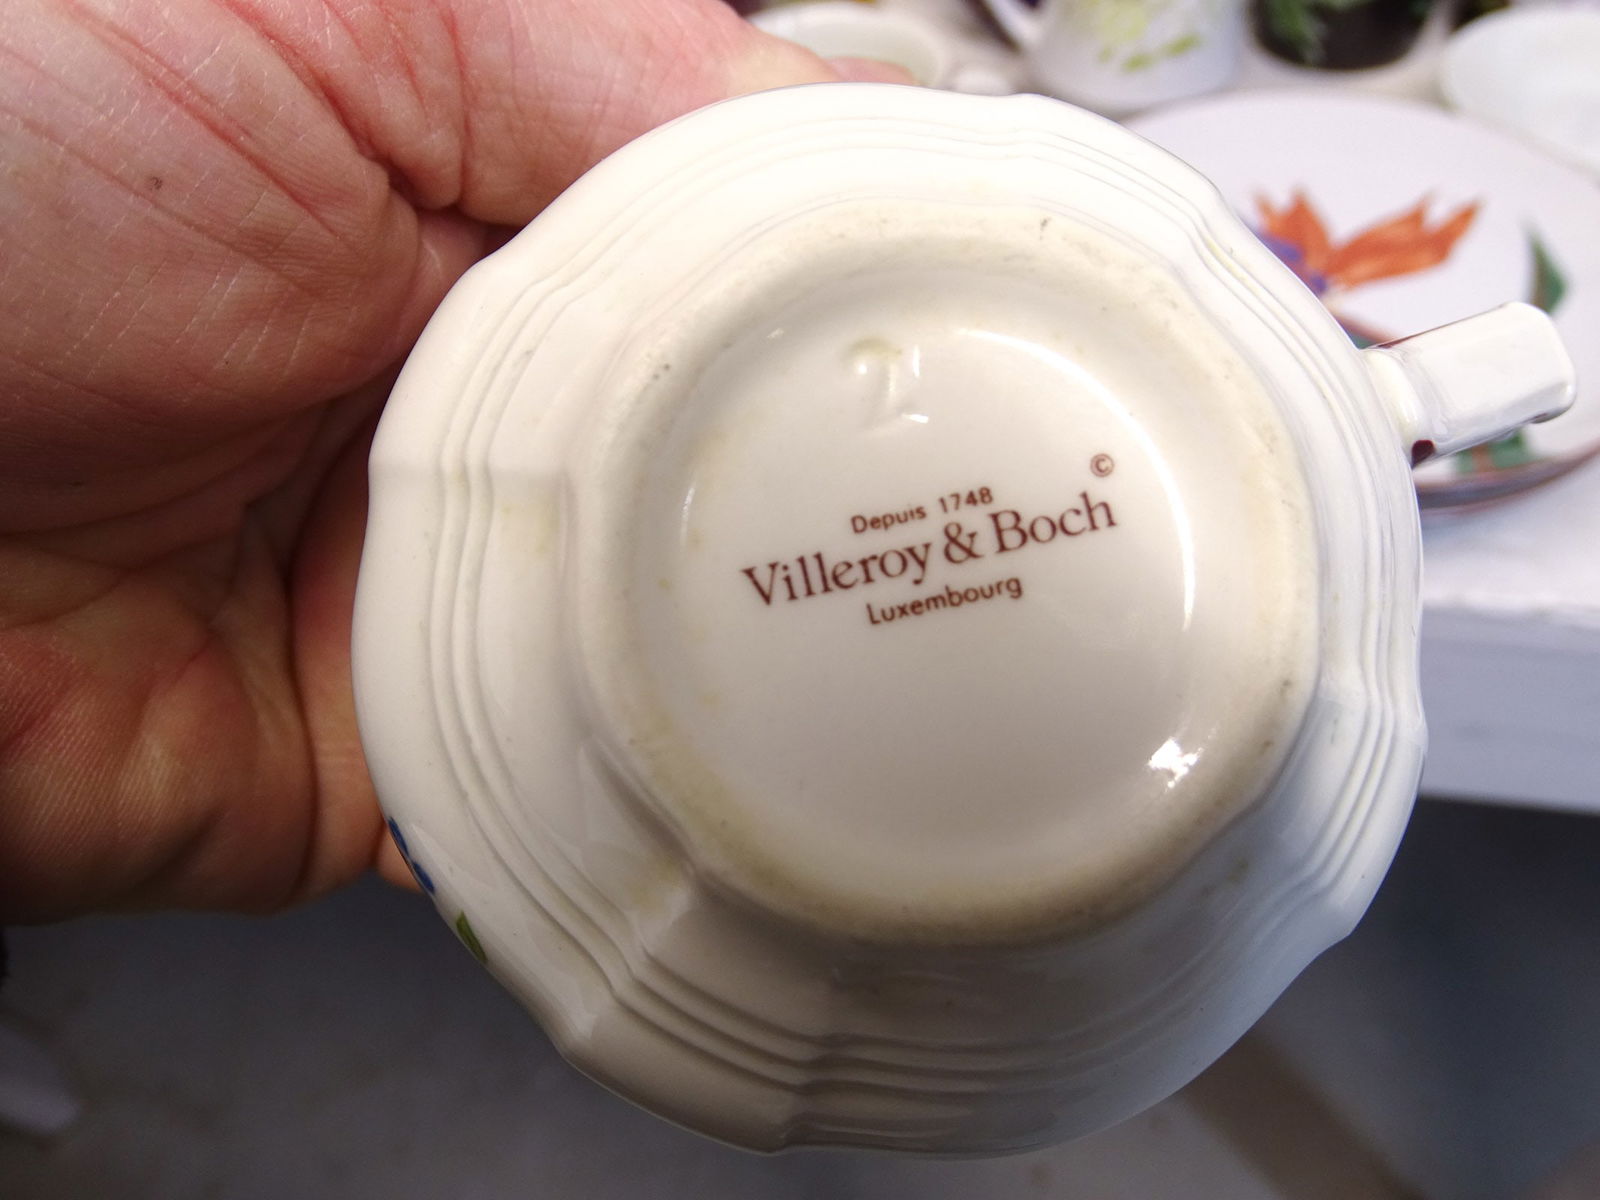 ©
Depuis 1748
Villeroy & Boch
Luxembourg